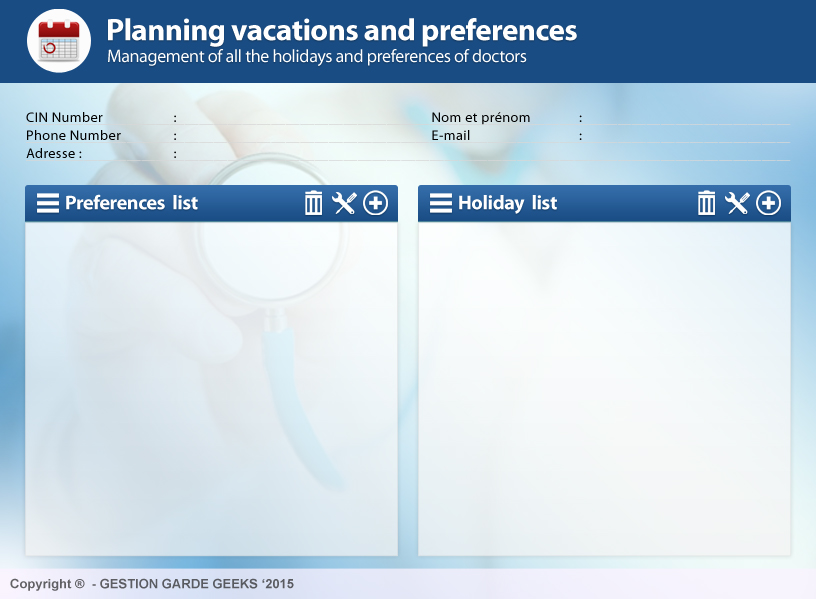 Planning vacations and preferences
Management of all the holidays and preferences of doctors
CIN Number :
Nom et prénom :
Phone Number :
E-mail :
Adresse : :
Preferences list
Holiday list
Copyright ® - GESTION GARDE GEEKS ‘2015